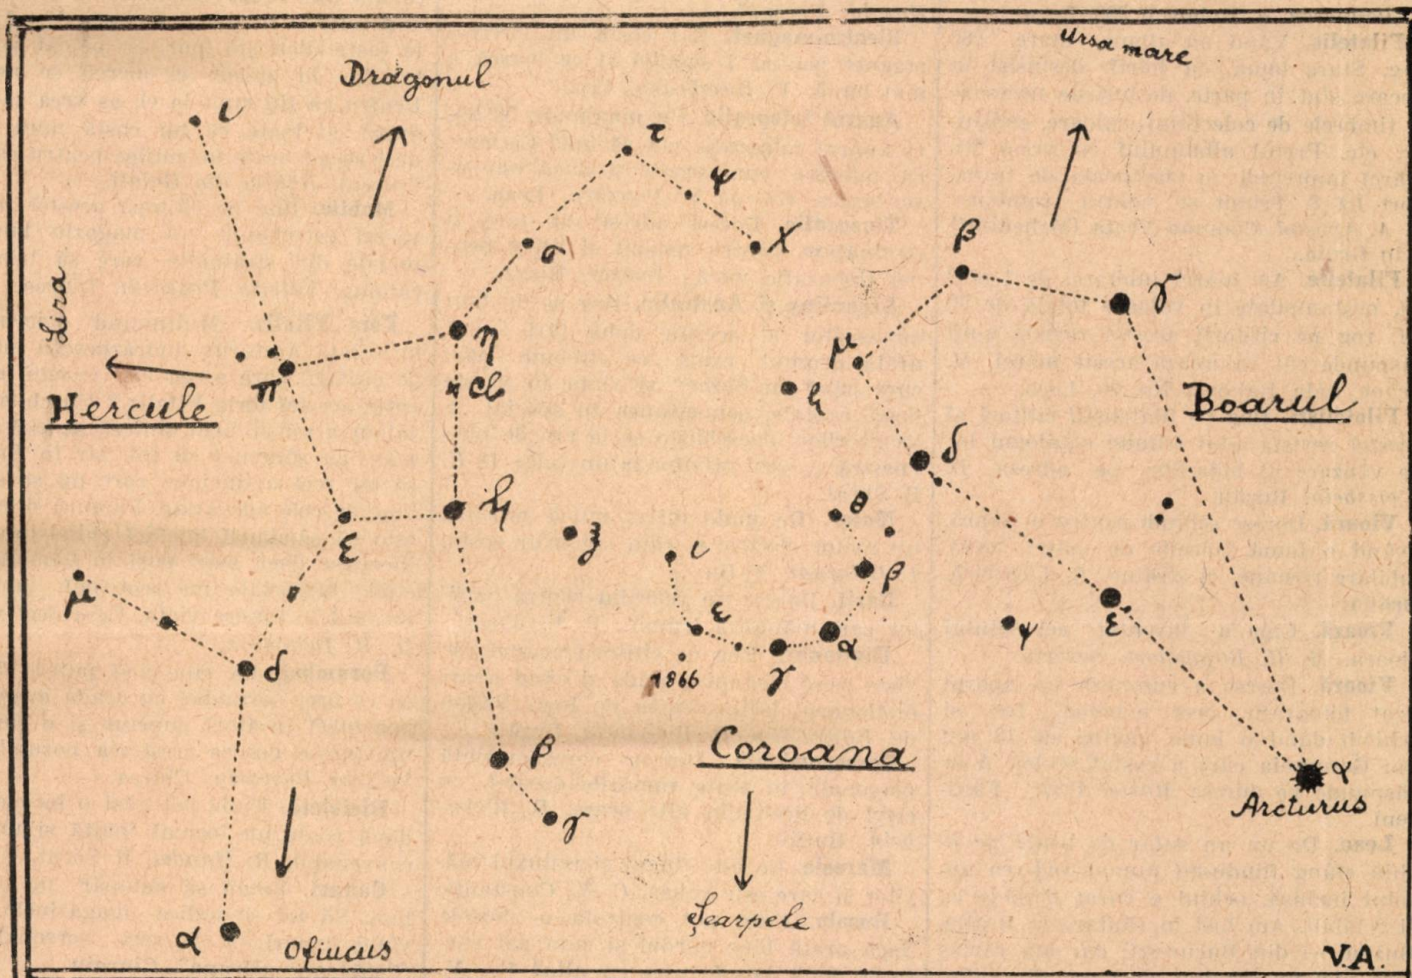 Ursa mare
Dragonul
ι
τ
ψ
χ
σ
β
γ
Lira
η
μ
h
π
d
Hercule
Boarul
δ
θ
ζ
ε
ξ
ι
β
μ
ε
ψ
ε
α
δ
γ
1866
Coroana
β
α
Arcturus
γ
Șearpele
α
Ofiucus
V.A.